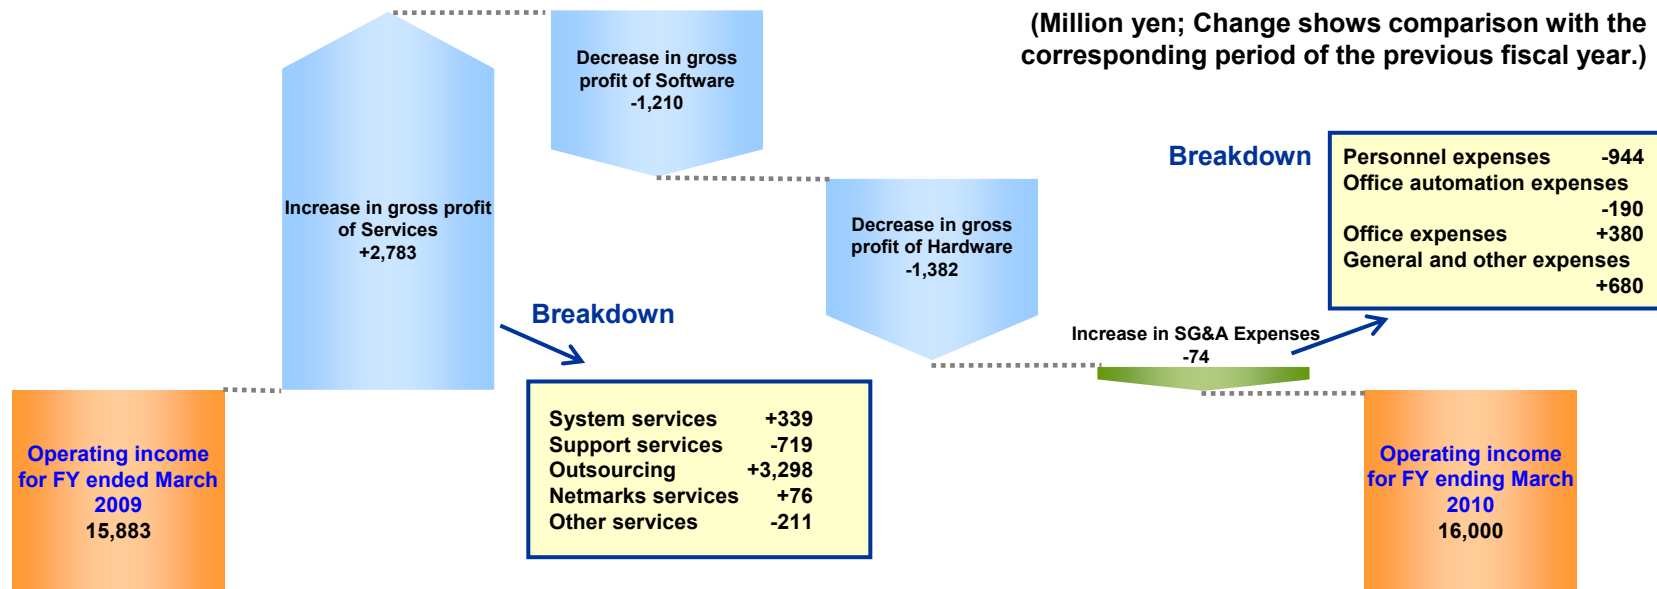 (Million yen; Change shows comparison with the
corresponding period of the previous fiscal year.)
Decrease in gross
profit of Software
-1,210
Increase in gross profit
of Services
+2,783
Decrease in gross
profit of Hardware
-1,382
Breakdown
Personnel expenses -944
Office automation expenses
-190
Office expenses +380
General and other expenses
+680
Increase in SG&A Expenses
-74
Breakdown
System services +339
Support services -719
Outsourcing +3,298
Netmarks services +76
Other services -211
Operating income
for FY ended March
2009
15,883
Operating income
for FY ending March
2010
16,000